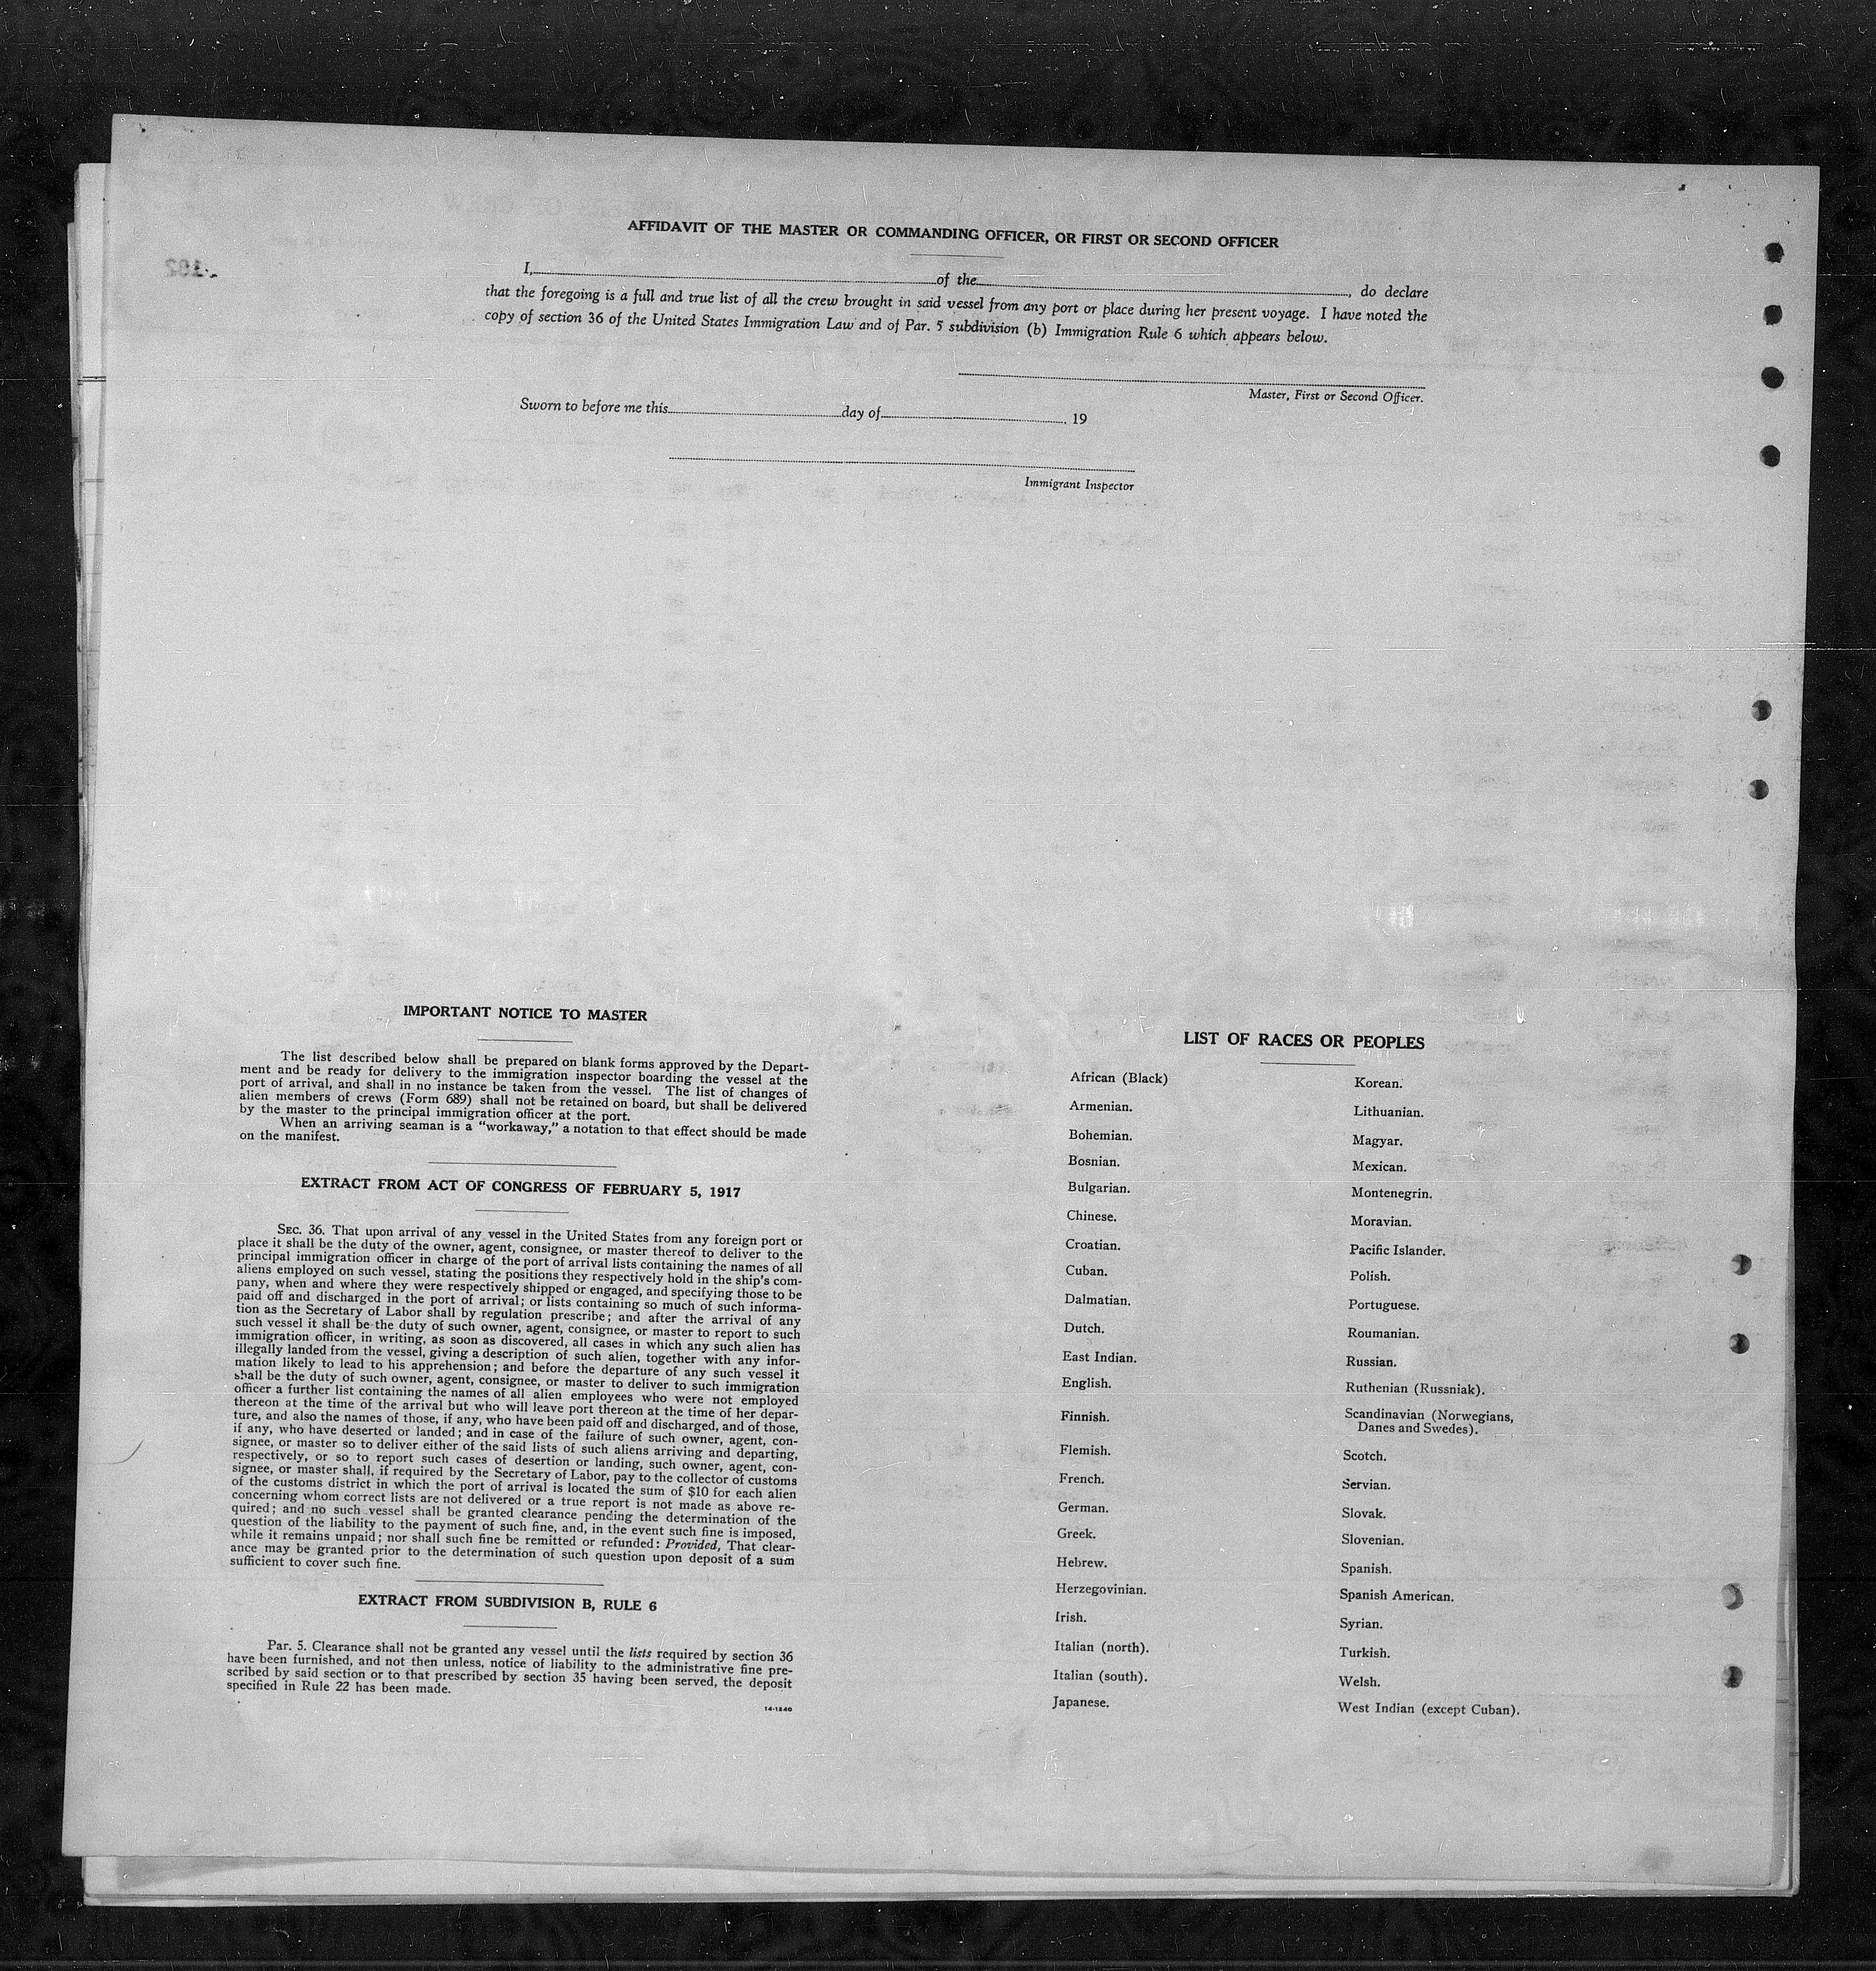 AFFIDAVIT OF THE MASTER OR COMMANDING OFFICER, OR FIRST OR SECOND OFFICER
I, of the , do declare
that the foregoing is a full and true list of all the crew brought in said vessel from any port or place during her present voyage. I have noted the
copy of section 36 of the United States Immigration Law and of Par. 5 subdivision (b) Immigration Rule 6 which appears below.
Master, First or Second Officer.
Sworn to before me this day of , 19
Immigrant Inspector
IMPORTANT NOTICE TO MASTER
The list described below shall be prepared on blank forms approved by the Depart-
ment and be ready for delivery to the immigration inspector boarding the vessel at the
port of arrival, and shall in no instance be taken from the vessel. The list of changes of
alien members of crews (Form 689) shall not be retained on board, but shall be delivered
by the master to the principal immigration officer at the port.
When an arriving seaman is a "workaway," a notation to that effect should be made
on the manifest.
EXTRACT FROM ACT OF CONGRESS OF FEBRUARY 5, 1917
SEC. 36. That upon arrival of any vessel in the United States from any foreign port or
place it shall be the duty of the owner, agent, consignee, or master thereof to deliver to the
principal immigration officer in charge of the port of arrival lists containing the names of all
aliens employed on such vessel, stating the positions they respectively hold in the ship's com-
pany, when and where they were respectively shipped or engaged, and specifying those to be
paid off and discharged in the port of arrival; or lists containing so much of such informa-
tion as the Secretary of Labor shall by regulation prescribe; and after the arrival of any
such vessel it shall be the duty of such owner, agent, consignee, or master to report to such
immigration officer, in writing, as soon as discovered, all cases in which any such alien has
illegally landed from the vessel, giving a description of such alien, together with any infor-
mation likely to lead to his apprehension; and before the departure of any such vessel it
shall be the duty of such owner, agent, consignee, or master to deliver to such immigration
officer a further list containing the names of all alien employees who were not employed
thereon at the time of the arrival but who will leave port thereon at the time of her depar-
ture, and also the names of those, if any, who have been paid off and discharged, and of those,
if any, who have deserted or landed; and in case of the failure of such owner, agent, con-
signee, or master so to deliver either of the said lists of such aliens arriving and departing,
respectively, or so to report such cases of desertion or landing, such owner, agent, con-
signee, or master shall, if required by the Secretary of Labor, pay to the collector of customs
of the customs district in which the port of arrival is located the sum of $10 for each alien
concerning whom correct lists are not delivered or a true report is not made as above re-
quired; and no such vessel shall be granted clearance pending the determination of the
question of the liability to the payment of such fine, and, in the event such fine is imposed,
while it remains unpaid; nor shall such fine be remitted or refunded: Provided, That clear-
ance may be granted prior to the determination of such question upon deposit of a sum
sufficient to cover such fine.
EXTRACT FROM SUBDIVISION B, RULE 6
Par. 5. Clearance shall not be granted any vessel until the lists required by section 36
have been furnished, and not then unless, notice of liability to the administrative fine pre-
scribed by said section or to that prescribed by section 35 having been served, the deposit
specified in Rule 22 has been made.
14-1240
LIST OF RACES OR PEOPLES
African (Black)
Armenian.
Bohemian.
Bosnian.
Bulgarian.
Chinese.
Croatian.
Cuban.
Dalmatian.
Dutch.
East Indian.
English.
Finnish.
Flemish.
French.
German.
Greek.
Hebrew.
Herzegovinian.
Irish.
Italian (north).
Italian (south).
Japanese.
Korean.
Lithuanian.
Magyar.
Mexican.
Montenegrin.
Moravian.
Pacific Islander.
Polish.
Portuguese.
Roumanian.
Russian.
Ruthenian (Russniak).
Scandinavian (Norwegians,
Danes and Swedes).
Scotch.
Servian.
Slovak.
Slovenian.
Spanish.
Spanish American.
Syrian.
Turkish.
Welsh.
West Indian (except Cuban).